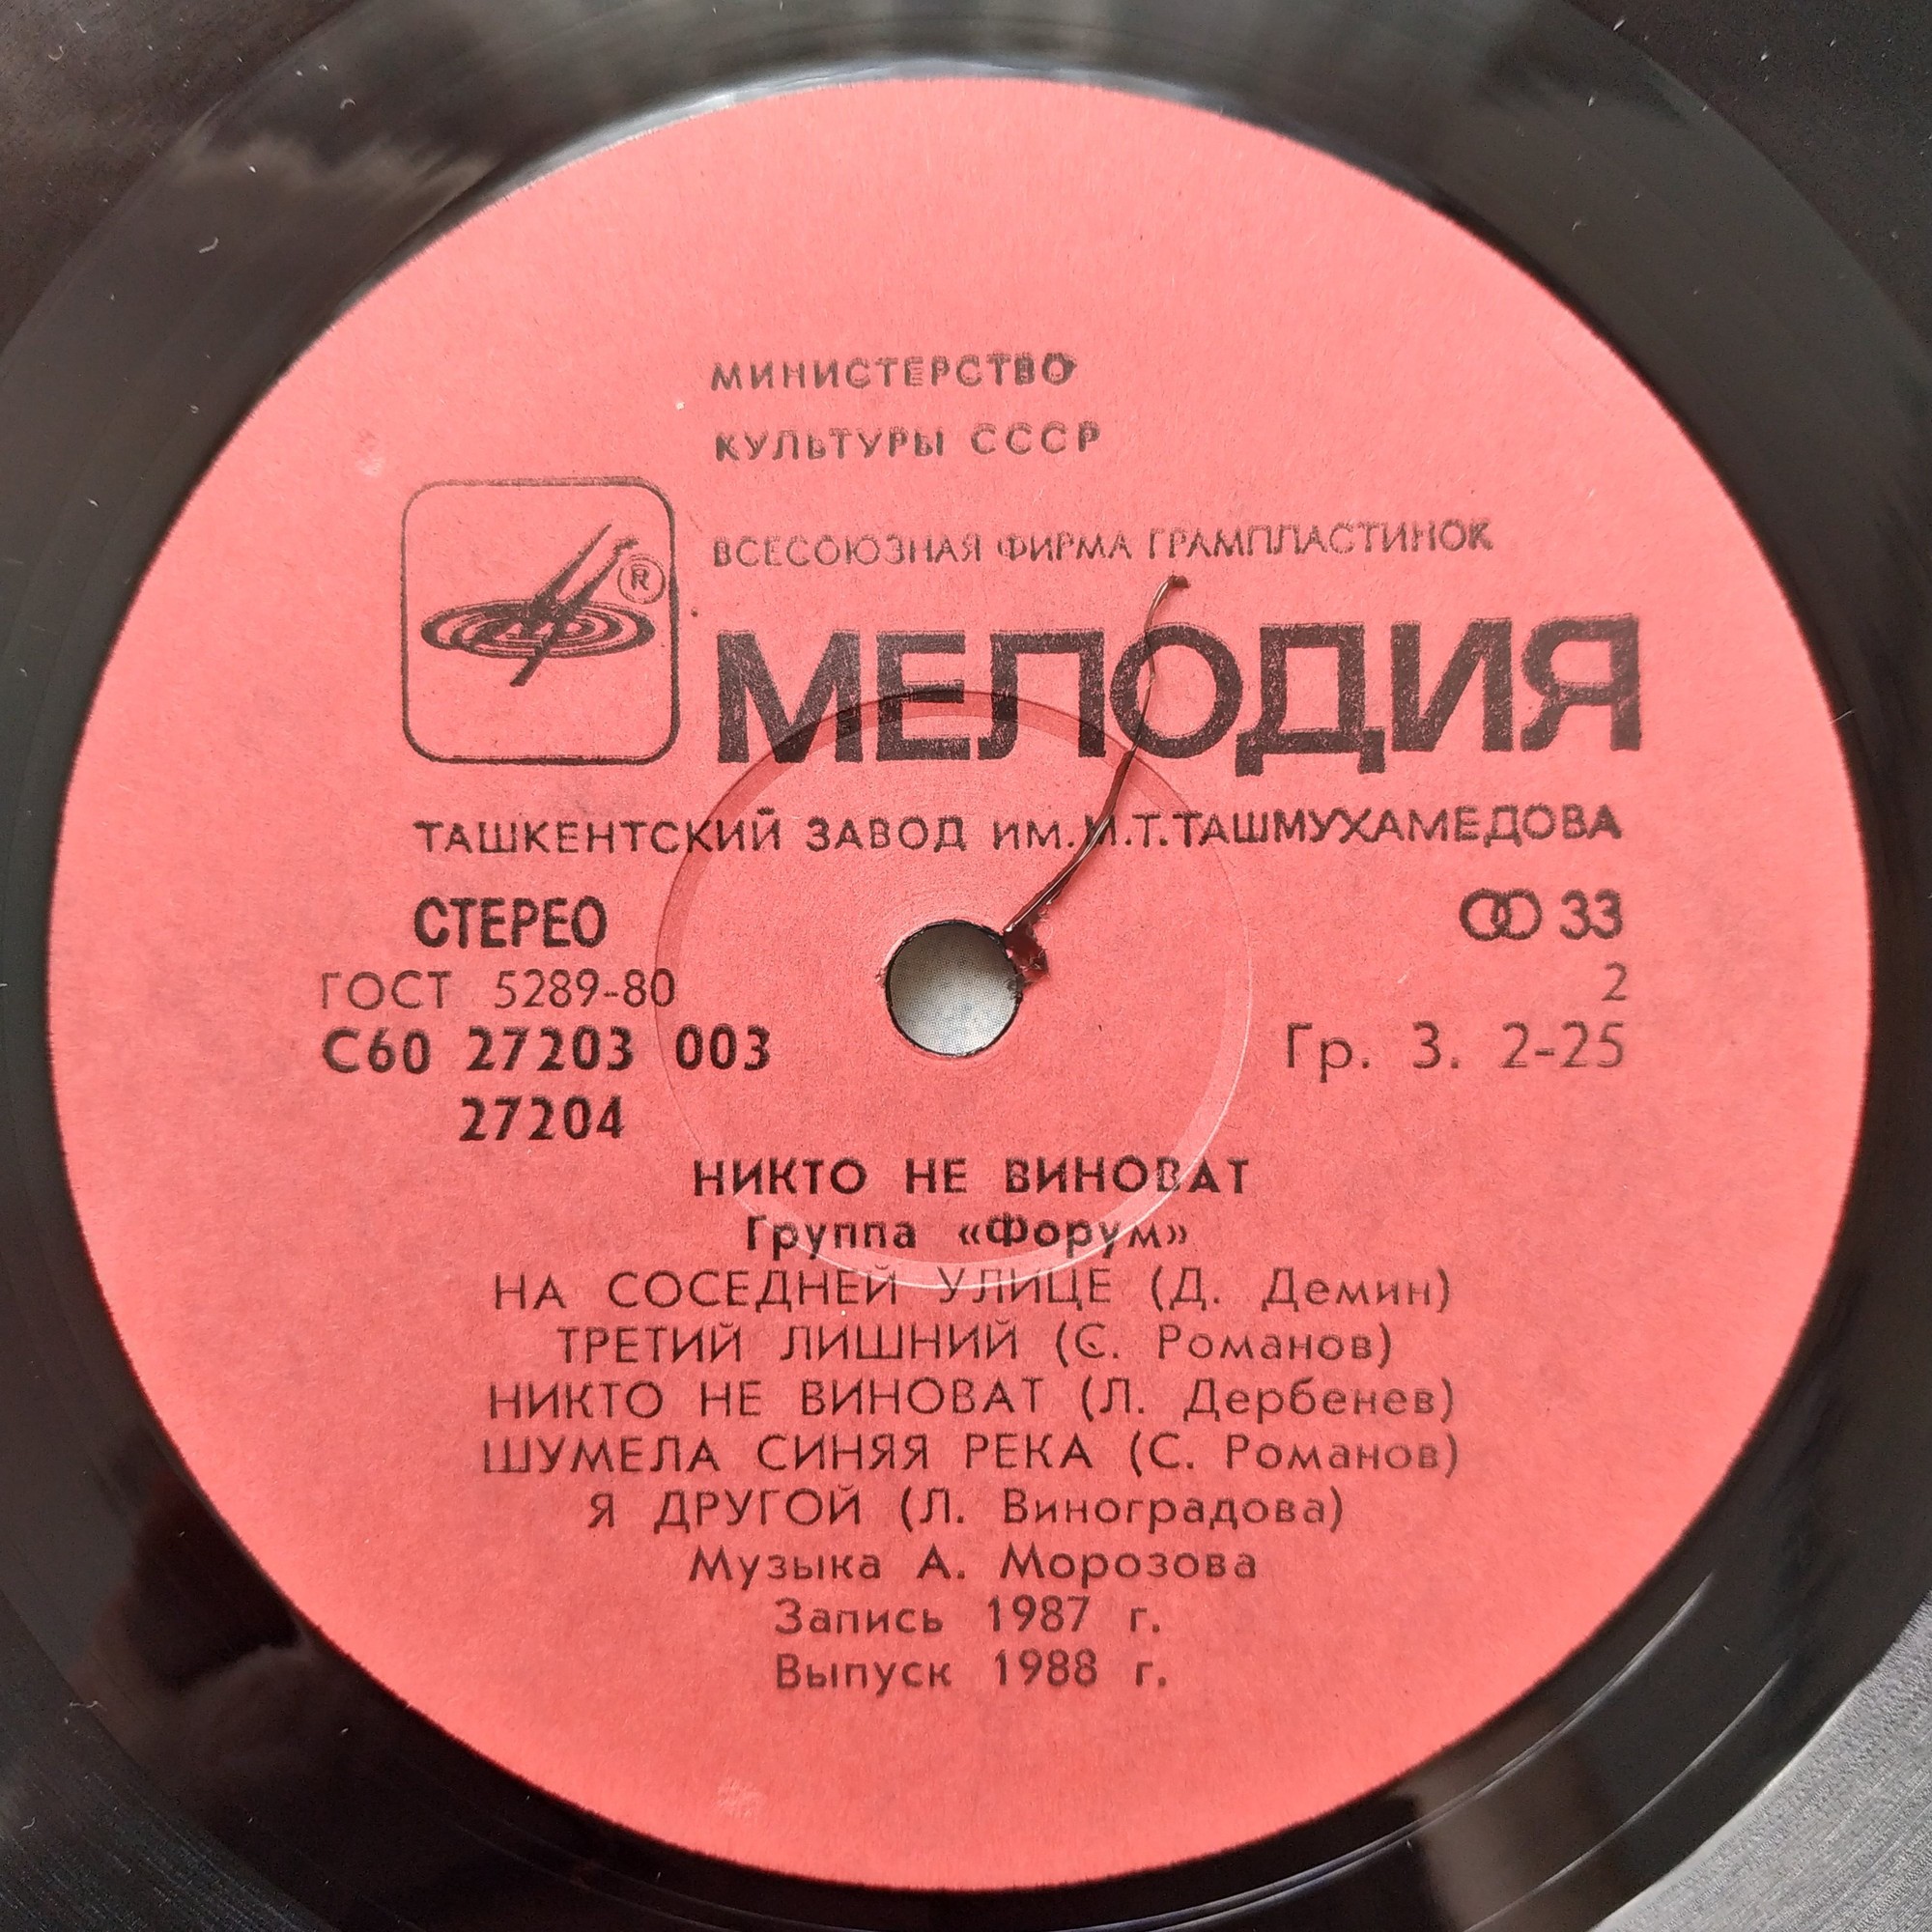 МИНИСТЕРСТВО
КУЛЬТУРЫ СССР
ВСЕСОЮЗНАЯ ФИРМА ГРАМПЛАСТИНОК
®
МЕЛОДИЯ
ТАШКЕНТСКИЙ ЗАВОД ИМ. М.Т.ТАШМУХАМЕДОВА
СТЕРЕО 33
ГОСТ 5289-80 2
С60 27203 003 Гр. 3. 2-25
27204
НИКТО НЕ ВИНОВАТ
Группа «Форум»
НА СОСЕДНЕЙ УЛИЦЕ (Д. Демин)
ТРЕТИЙ ЛИШНИЙ (С. Романов)
НИКТО НЕ ВИНОВАТ (Л. Дербенев)
ШУМЕЛА СИНЯЯ РЕКА (С. Романов)
Я ДРУГОЙ (Л. Виноградова)
Музыка А. Морозова
Запись 1987 г.
Выпуск 1988 г.